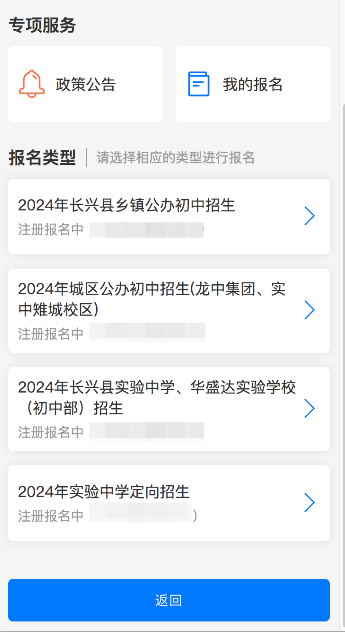 专项服务
政策公告
我的报名
报名类型 请选择相应的类型进行报名
2024年长兴县乡镇公办初中招生
注册报名中
2024年城区公办初中招生(龙中集团、实
中雉城校区)
注册报名中
2024年长兴县实验中学、华盛达实验学校
（初中部）招生
注册报名中
2024年实验中学定向招生
注册报名中 )
返回